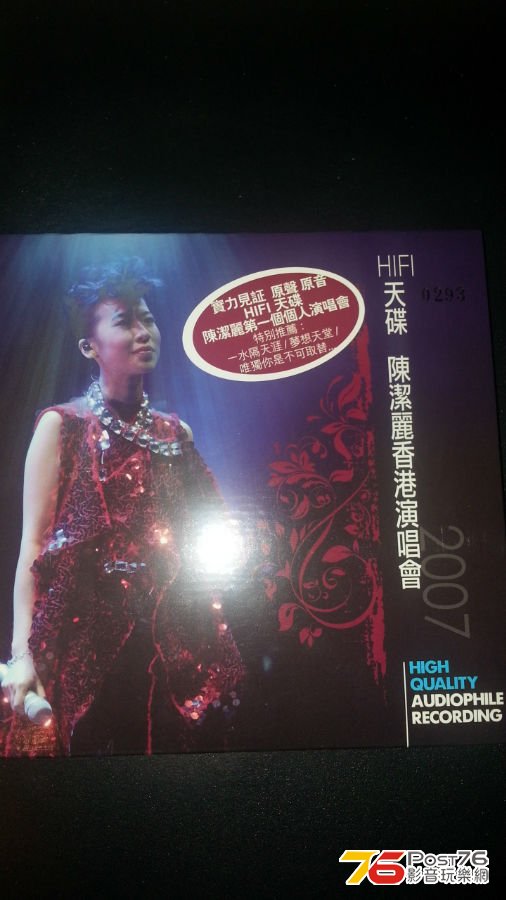 實力見証 原聲 原音
HIFI 天碟
陳潔麗第一個個人演唱會
特別推薦：
一水隔天涯/夢想天堂/
唯獨你是不可取替...
HIFI 天碟 陳潔麗香港演唱會
0293
2007
HIGH
QUALITY
AUDIOPHILE
RECORDING
76 Post76
影音玩樂網